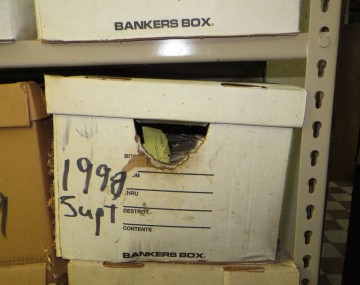 BANKERS BOX®
1998
Supt
THRU
DESTROY
CONTENTS
BANKERS BOX®